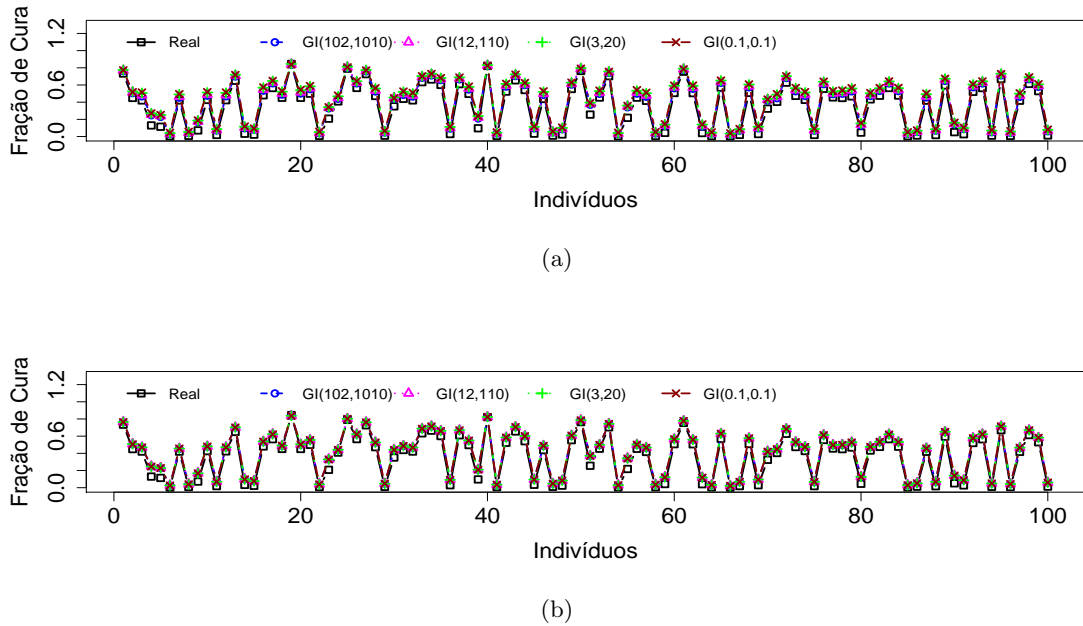 (a)
Fração de Cura
0.0 0.6 1.2
Real GI(102,1010) GI(12,110) GI(3,20) GI(0.1,0.1)
0 20 40 60 80 100
Indivíduos
(a)
Fração de Cura
0.0 0.6 1.2
Real GI(102,1010) GI(12,110) GI(3,20) GI(0.1,0.1)
0 20 40 60 80 100
Indivíduos
(b)